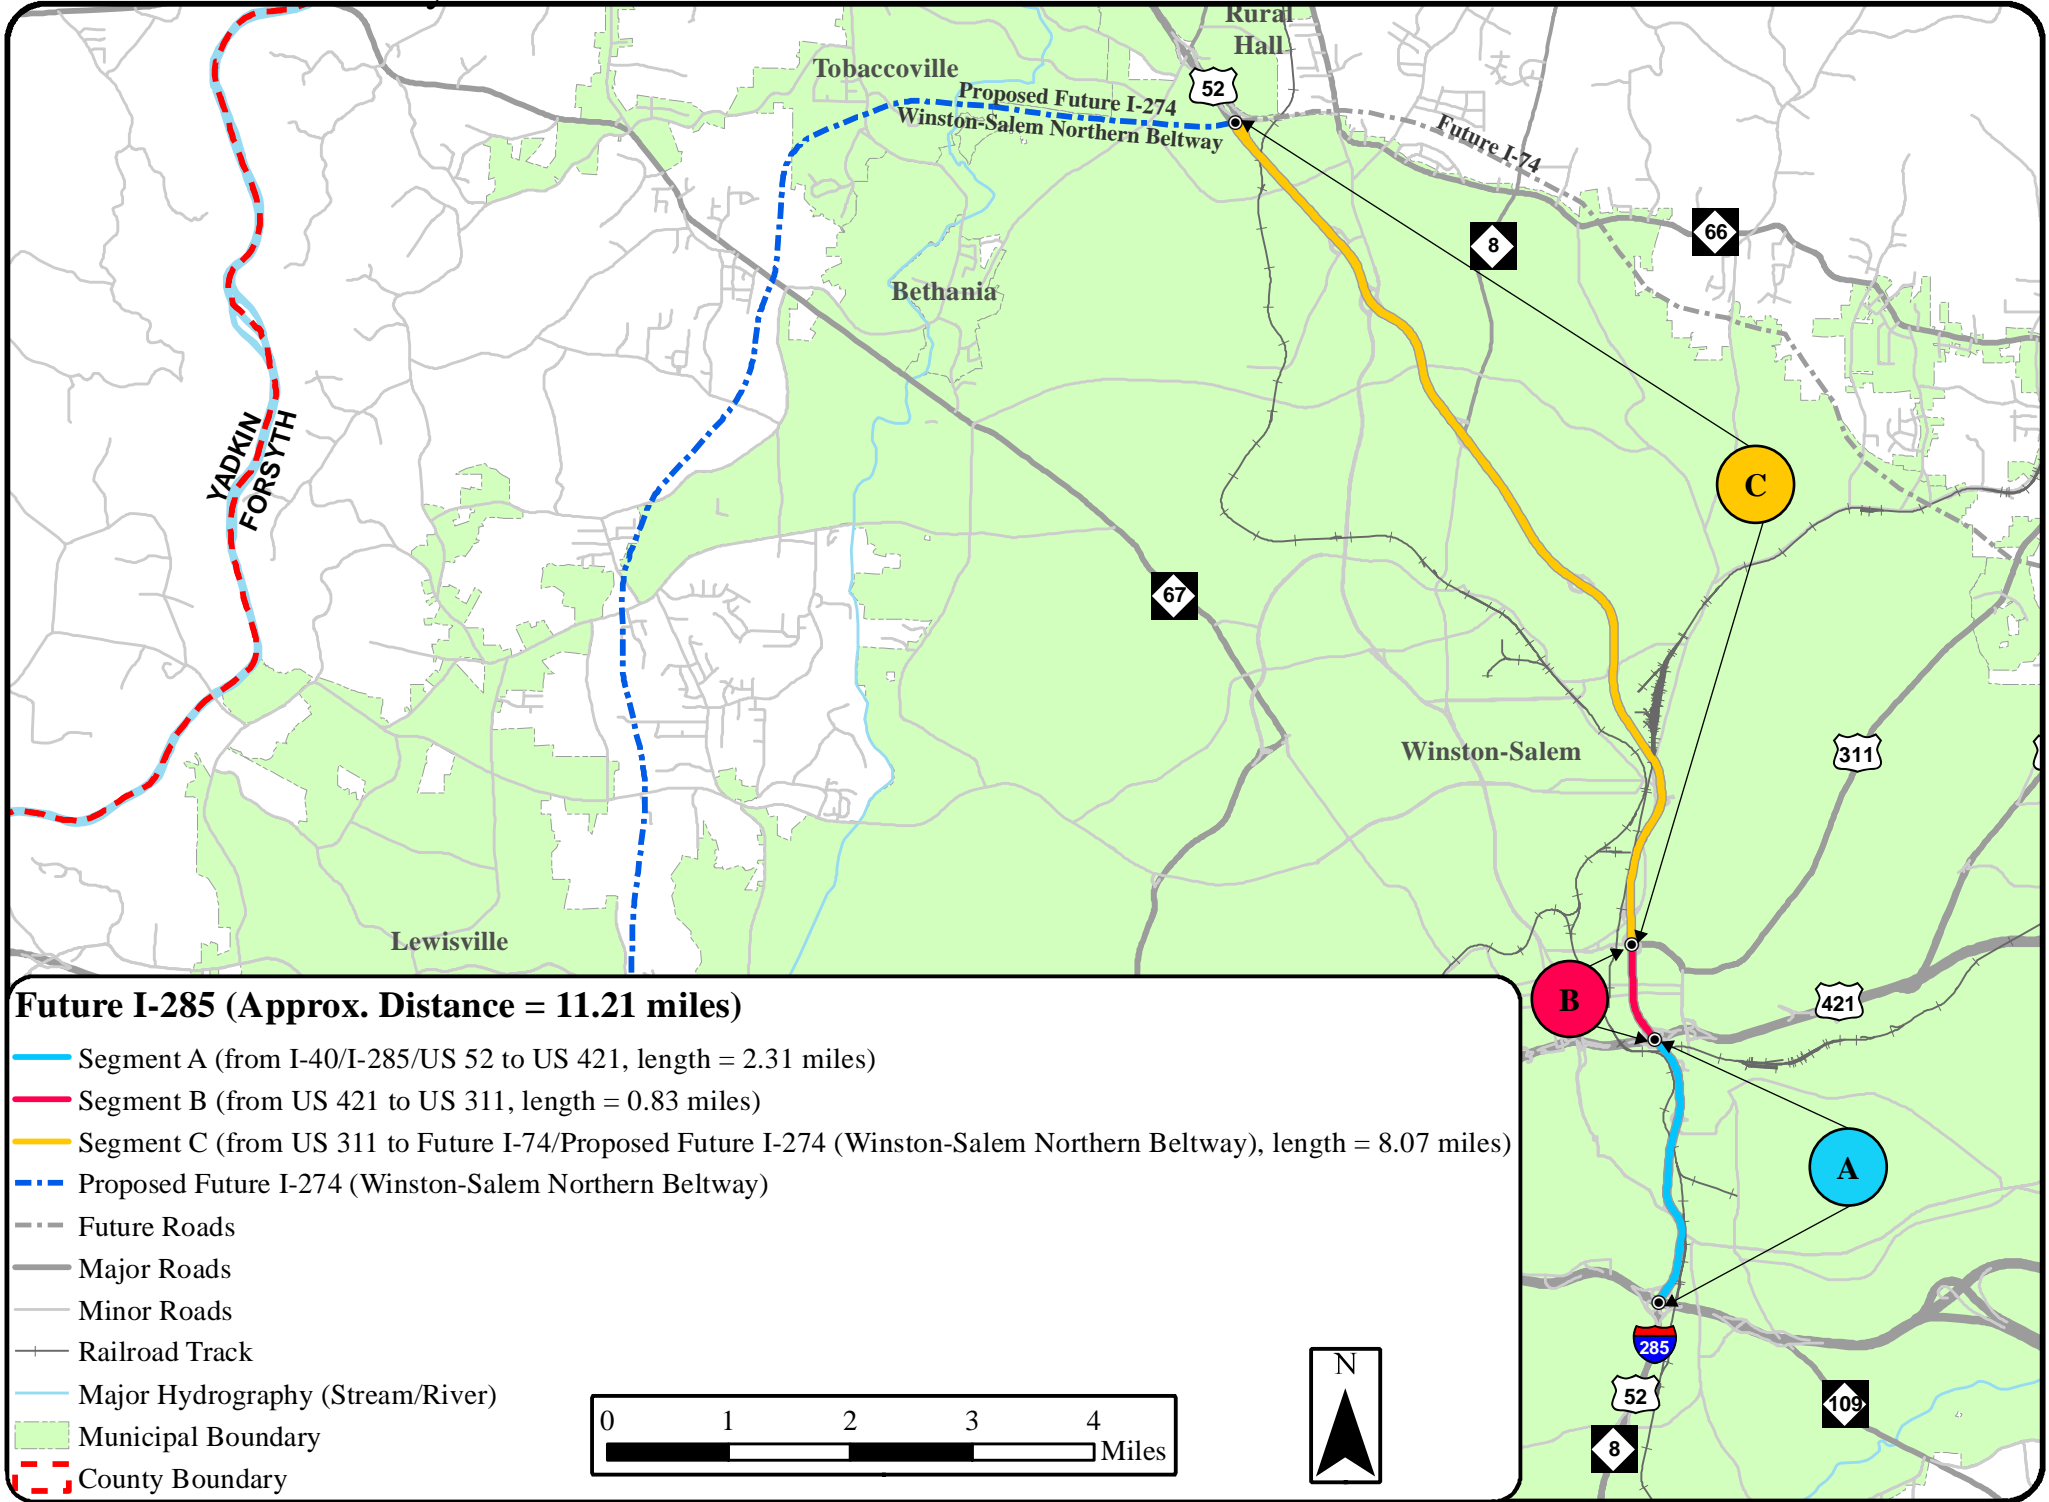 Rural
Hall
Tobaccoville
52
Proposed Future I-274
Winston-Salem Northern Beltway
Future I-74
8
66
Bethania
YADKIN
FORSYTH
C
67
Winston-Salem
311
Lewisville
B
421
A
285
52
109
8
Future I-285 (Approx. Distance = 11.21 miles)
Segment A (from I-40/I-285/US 52 to US 421, length = 2.31 miles)
Segment B (from US 421 to US 311, length = 0.83 miles)
Segment C (from US 311 to Future I-74/Proposed Future I-274 (Winston-Salem Northern Beltway), length = 8.07 miles)
Proposed Future I-274 (Winston-Salem Northern Beltway)
Future Roads
Major Roads
Minor Roads
Railroad Track
Major Hydrography (Stream/River)
Municipal Boundary
County Boundary
0 1 2 3 4
Miles
N